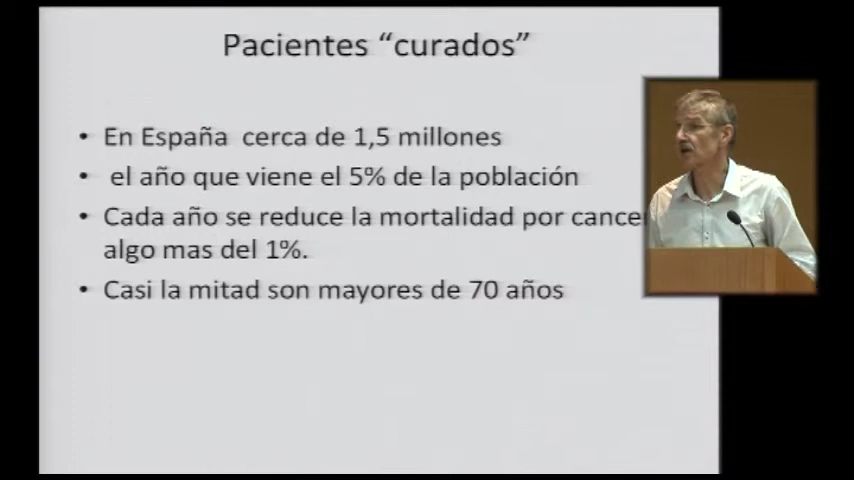 Pacientes “curados”
• En España cerca de 1,5 millones
• el año que viene el 5% de la población
• Cada año se reduce la mortalidad por cancer
algo mas del 1%.
• Casi la mitad son mayores de 70 años